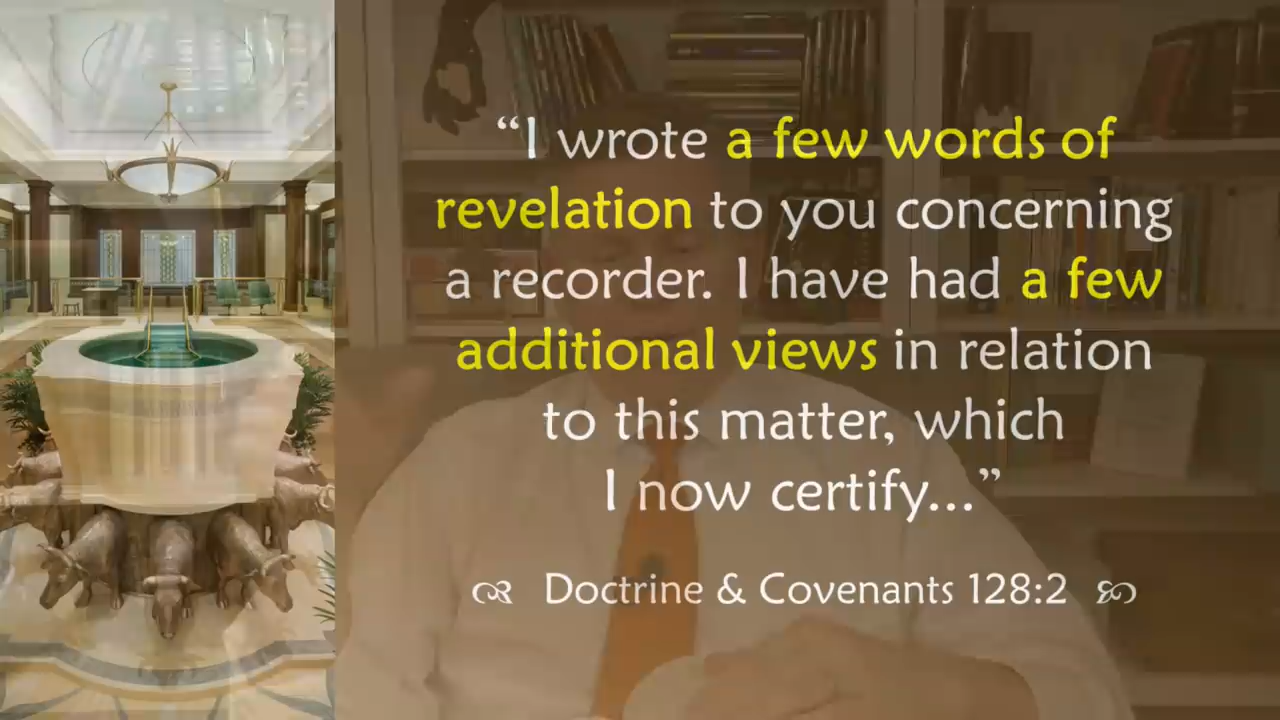 “I wrote a few words of
revelation to you concerning
a recorder. I have had a few
additional views in relation
to this matter, which
I now certify...”
Doctrine & Covenants 128:2